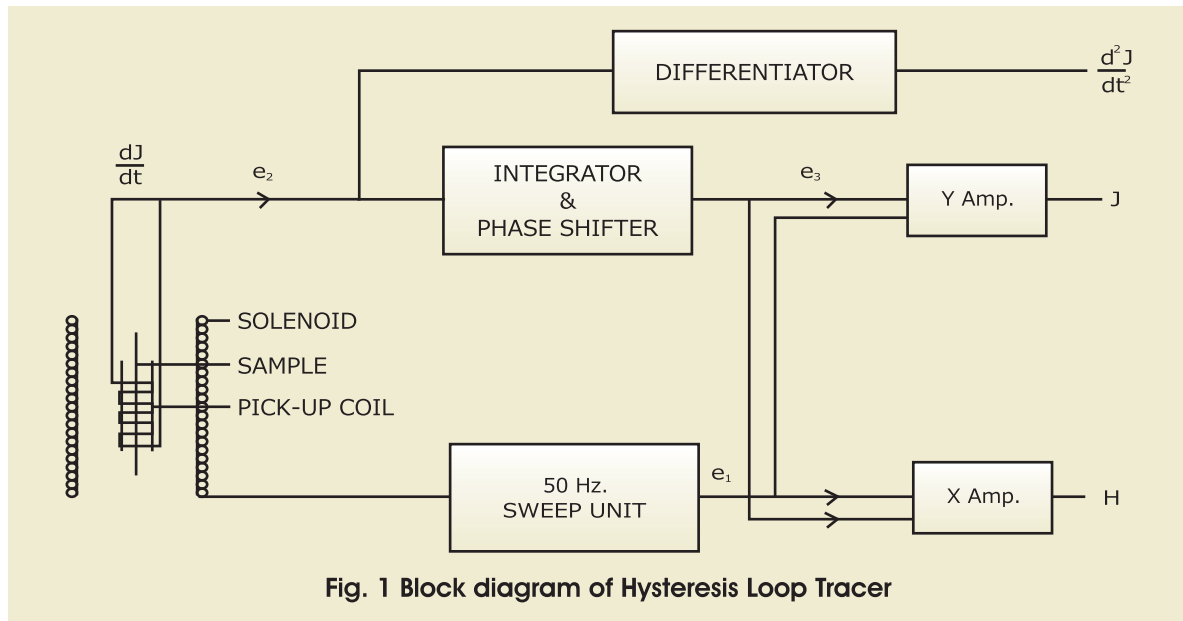 DIFFERENTIATOR
d²J
dt²
dJ
dt
e₂
INTEGRATOR
&
PHASE SHIFTER
e₃
Y Amp.
J
SOLENOID
SAMPLE
PICK-UP COIL
50 Hz.
SWEEP UNIT
e₁
X Amp.
H
Fig. 1 Block diagram of Hysteresis Loop Tracer